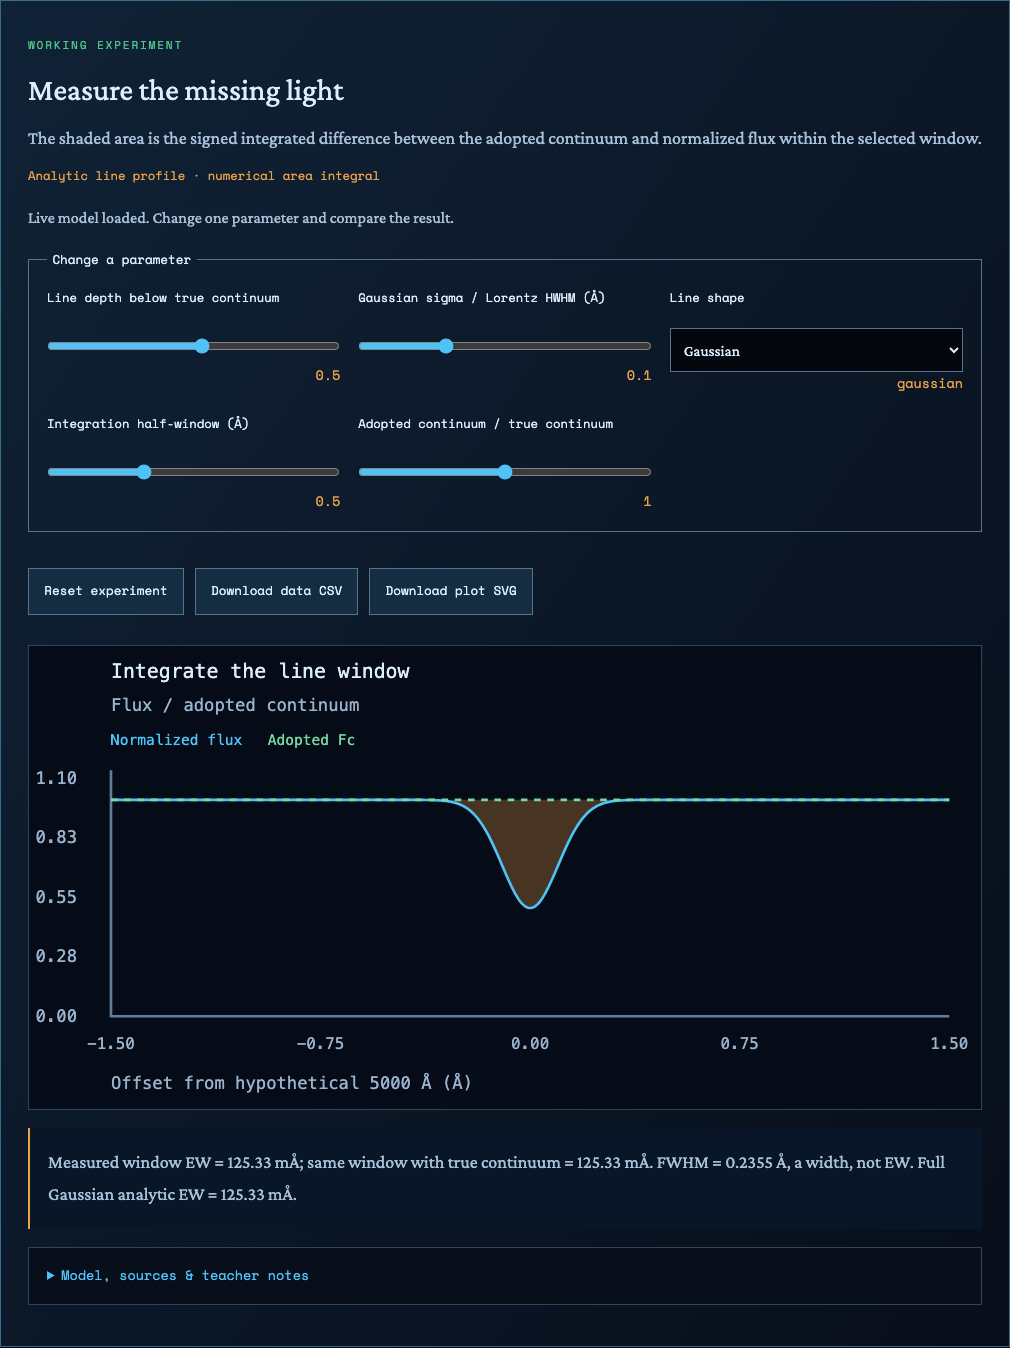 WORKING EXPERIMENT
Measure the missing light
The shaded area is the signed integrated difference between the adopted continuum and normalized flux within the selected window.
Analytic line profile · numerical area integral
Live model loaded. Change one parameter and compare the result.
Change a parameter
Line depth below true continuum
0.5
Gaussian sigma / Lorentz HWHM (Å)
0.1
Line shape
Gaussian
gaussian
Integration half-window (Å)
0.5
Adopted continuum / true continuum
1
Reset experiment
Download data CSV
Download plot SVG
Integrate the line window
Flux / adopted continuum
Normalized flux Adopted Fc
1.10
0.83
0.55
0.28
0.00
−1.50 −0.75 0.00 0.75 1.50
Offset from hypothetical 5000 Å (Å)
Measured window EW = 125.33 mÅ; same window with true continuum = 125.33 mÅ. FWHM = 0.2355 Å, a width, not EW. Full
Gaussian analytic EW = 125.33 mÅ.
Model, sources & teacher notes